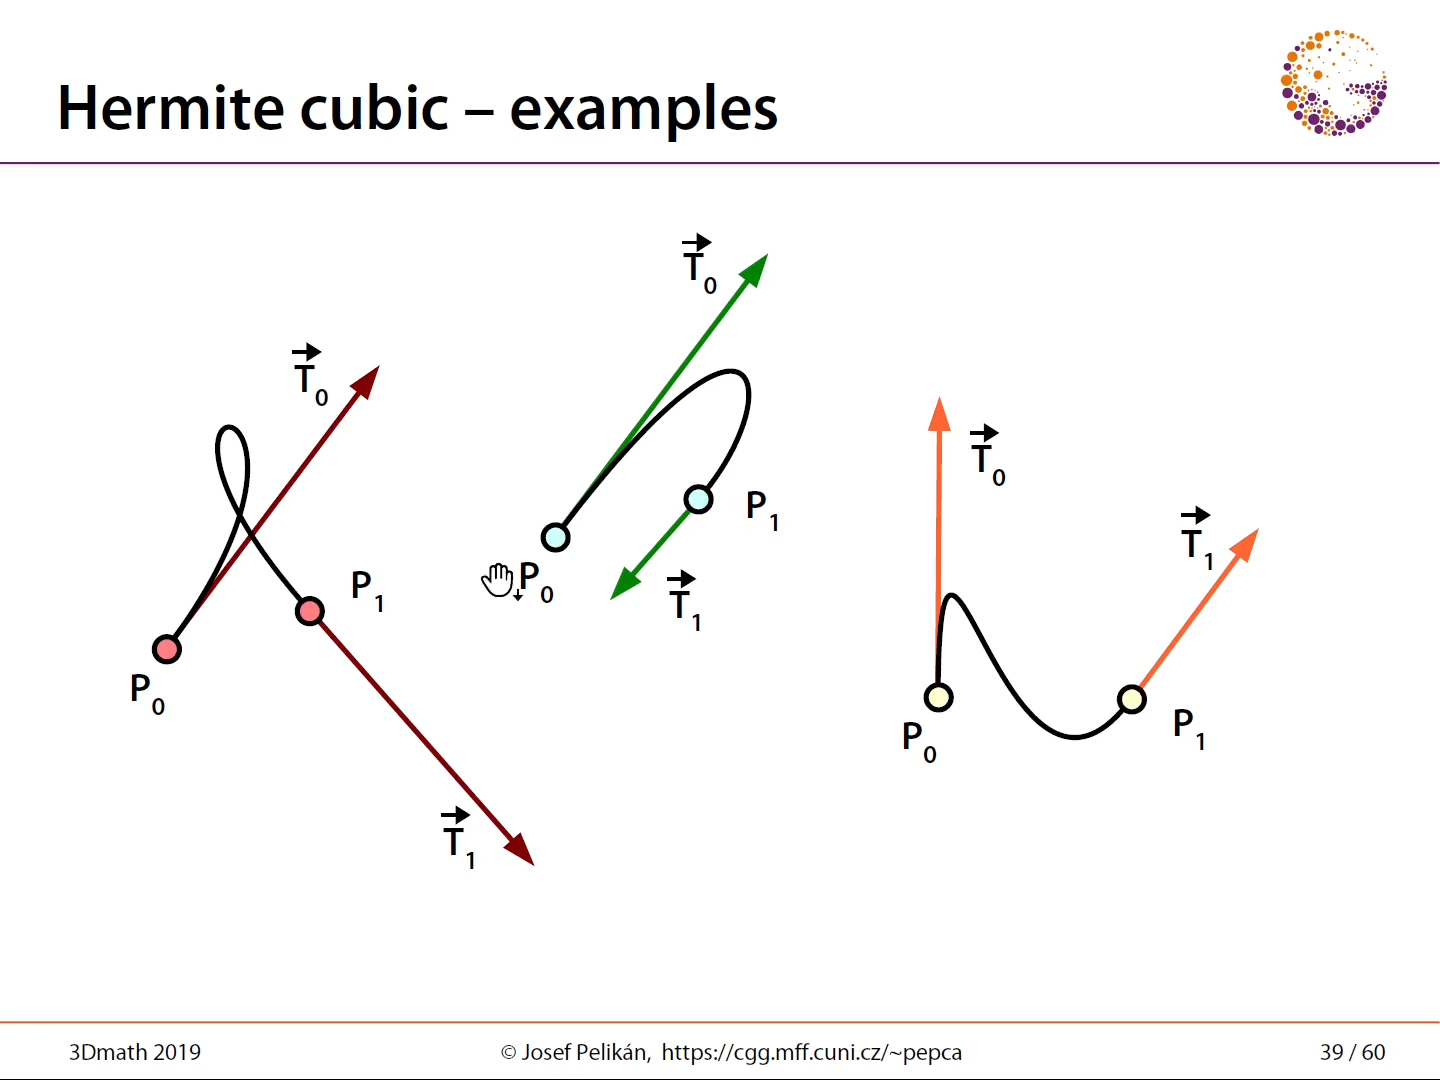 Hermite cubic – examples
T0
T0
T0
P1
T1
P1
P0
T1
P0
P0
P1
T1
3Dmath 2019
© Josef Pelikán, https://cgg.mff.cuni.cz/~pepca
39 / 60